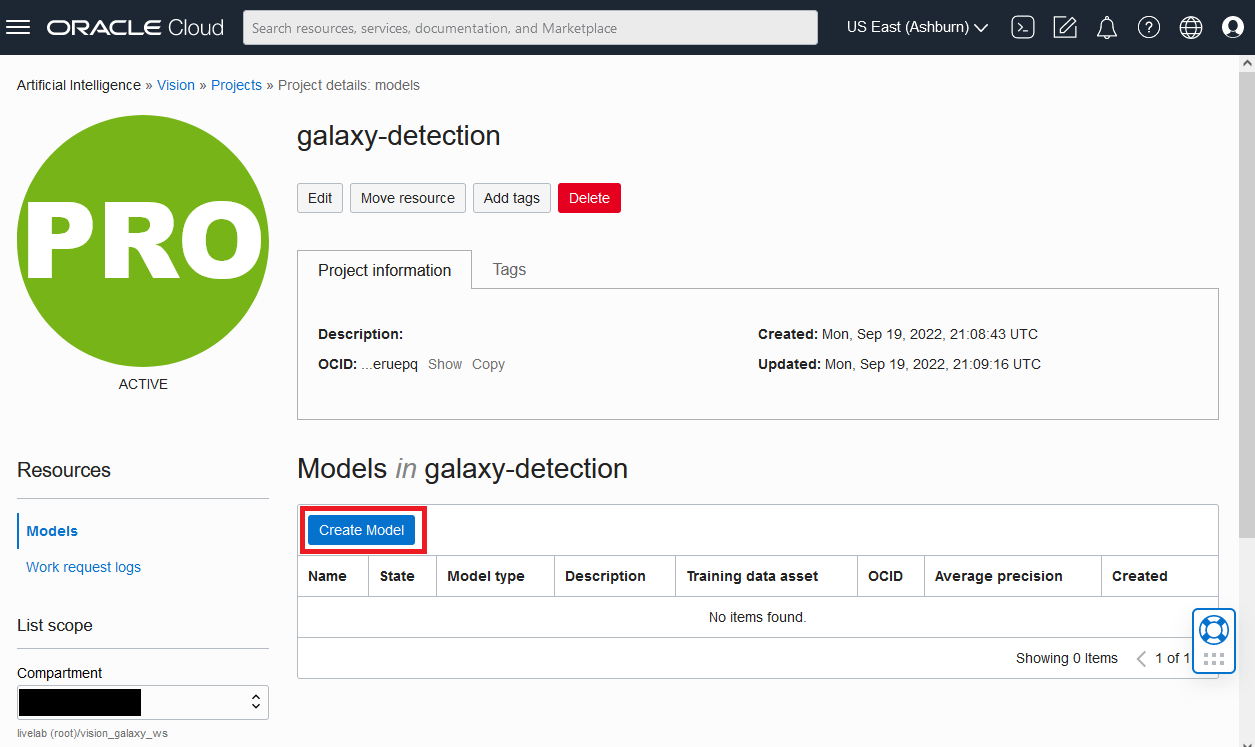 ORACLE Cloud
Search resources, services, documentation, and Marketplace
US East (Ashburn)
Artificial Intelligence » Vision » Projects » Project details: models
PRO
ACTIVE
galaxy-detection
Edit Move resource Add tags Delete
Project information Tags
Description:
OCID: ...eruepq Show Copy
Created: Mon, Sep 19, 2022, 21:08:43 UTC
Updated: Mon, Sep 19, 2022, 21:09:16 UTC
Resources
Models
Work request logs
List scope
Compartment
livelab (root)/vision_galaxy_ws
Models in galaxy-detection
Create Model
Name State Model type Description Training data asset OCID Average precision Created
No items found.
Showing 0 Items 1 of 1